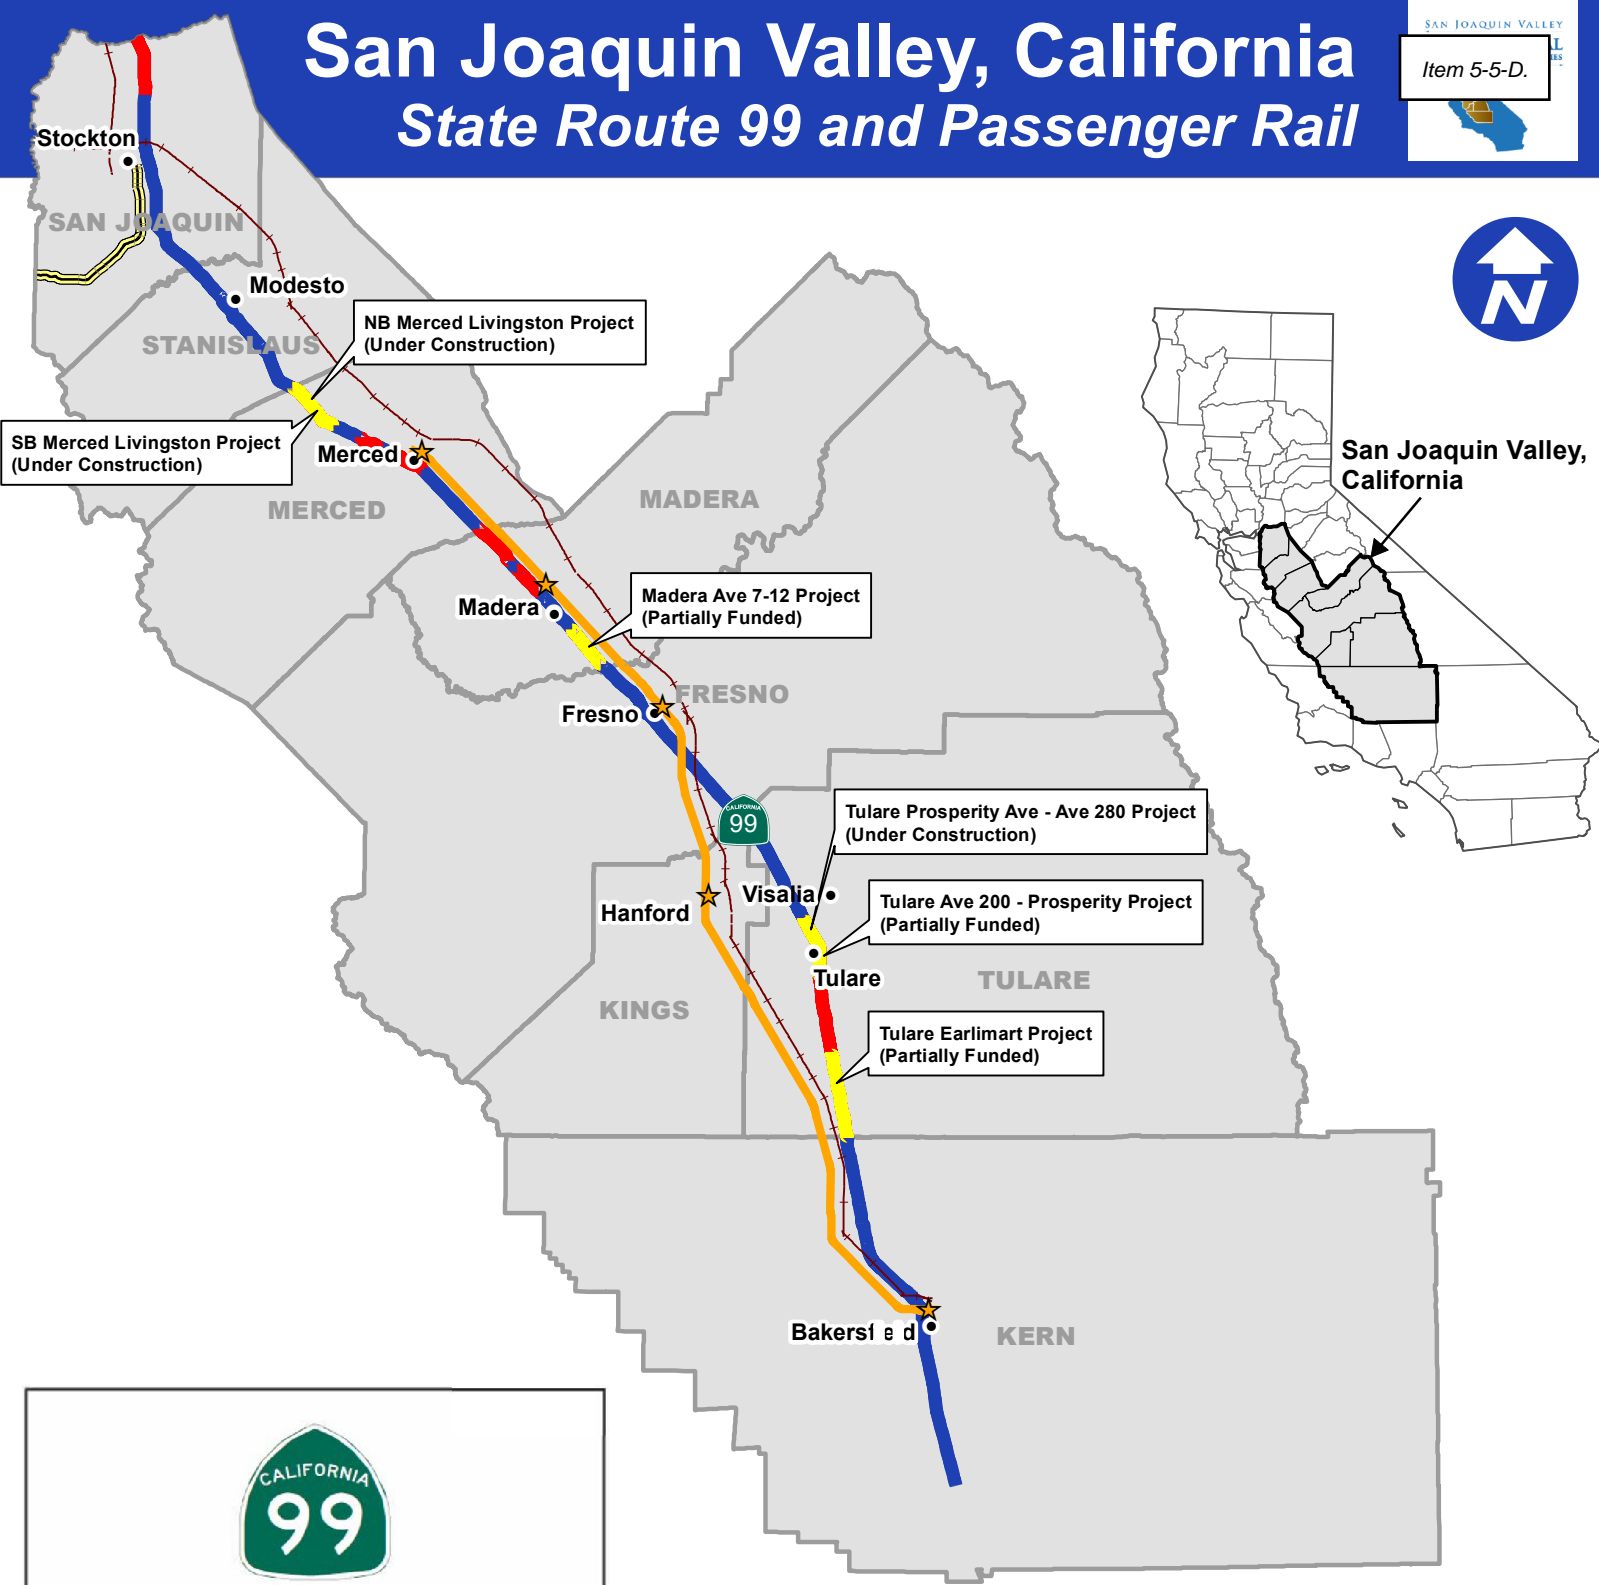 San Joaquin Valley, California
State Route 99 and Passenger Rail
SAN JOAQUIN VALLEY
Item 5-5-D.
Stockton
SAN JOAQUIN
Modesto
STANISLAUS
NB Merced Livingston Project
(Under Construction)
SB Merced Livingston Project
(Under Construction)
Merced
MERCED
MADERA
N
San Joaquin Valley,
California
Madera Ave 7-12 Project
(Partially Funded)
Madera
FRESNO
Fresno
CALIFORNIA
99
Tulare Prosperity Ave - Ave 280 Project
(Under Construction)
Visalia
Tulare Ave 200 - Prosperity Project
(Partially Funded)
Hanford
Tulare
TULARE
KINGS
Tulare Earlimart Project
(Partially Funded)
Bakersf e d
KERN
CALIFORNIA
99